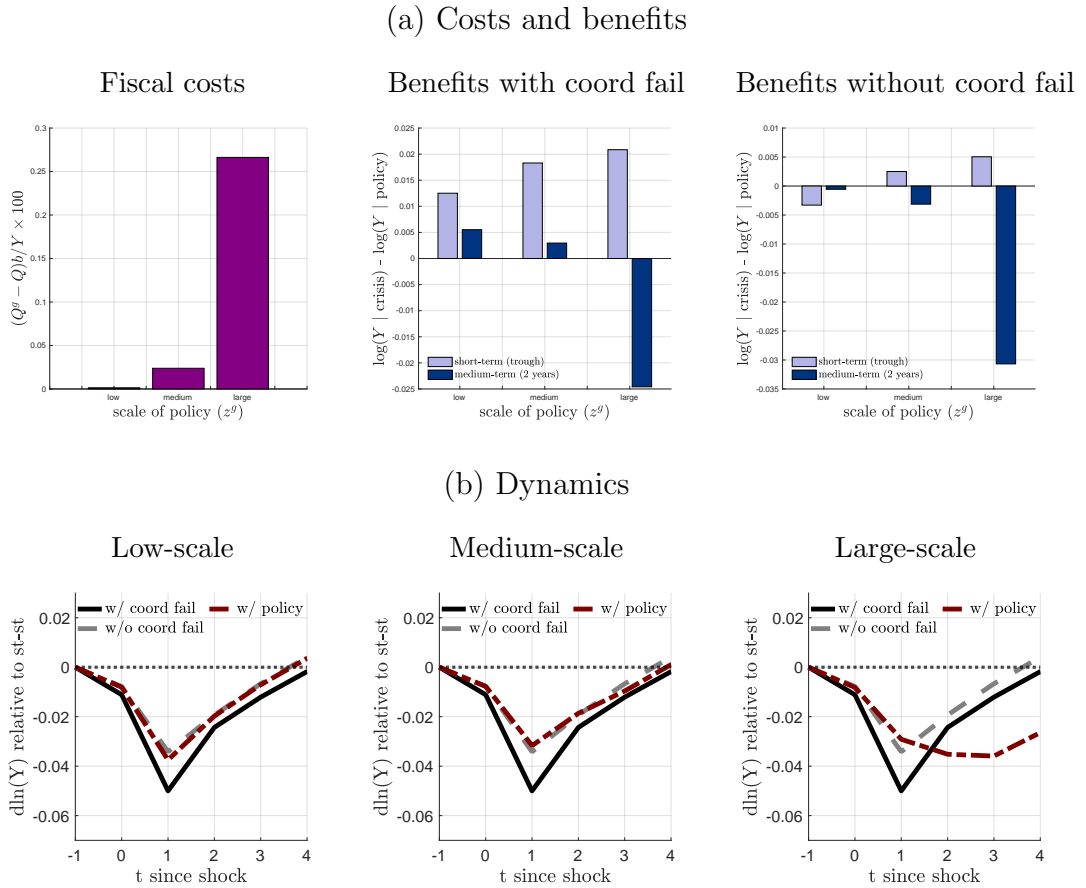 (a) Costs and benefits
Fiscal costs
Benefits with coord fail
Benefits without coord fail
(Q^g − Q)b/Y × 100
0.3
0.25
0.2
0.15
0.1
0.05
0
low
medium
large
scale of policy (z^g)
log(Y | crisis) - log(Y | policy)
0.025
0.02
0.015
0.01
0.005
0
-0.005
-0.01
-0.015
-0.02
-0.025
short-term (trough)
medium-term (2 years)
low
medium
large
scale of policy (z^g)
log(Y | crisis) - log(Y | policy)
0.01
0.005
0
-0.005
-0.01
-0.015
-0.02
-0.025
-0.03
-0.035
low
medium
large
scale of policy (z^g)
(b) Dynamics
Low-scale
Medium-scale
Large-scale
dln(Y) relative to st-st
w/ coord fail
w/ policy
w/o coord fail
0.02
0
-0.02
-0.04
-0.06
-1 0 1 2 3 4
t since shock
dln(Y) relative to st-st
w/ coord fail
w/ policy
w/o coord fail
0.02
0
-0.02
-0.04
-0.06
-1 0 1 2 3 4
t since shock
dln(Y) relative to st-st
w/ coord fail
w/ policy
w/o coord fail
0.02
0
-0.02
-0.04
-0.06
-1 0 1 2 3 4
t since shock